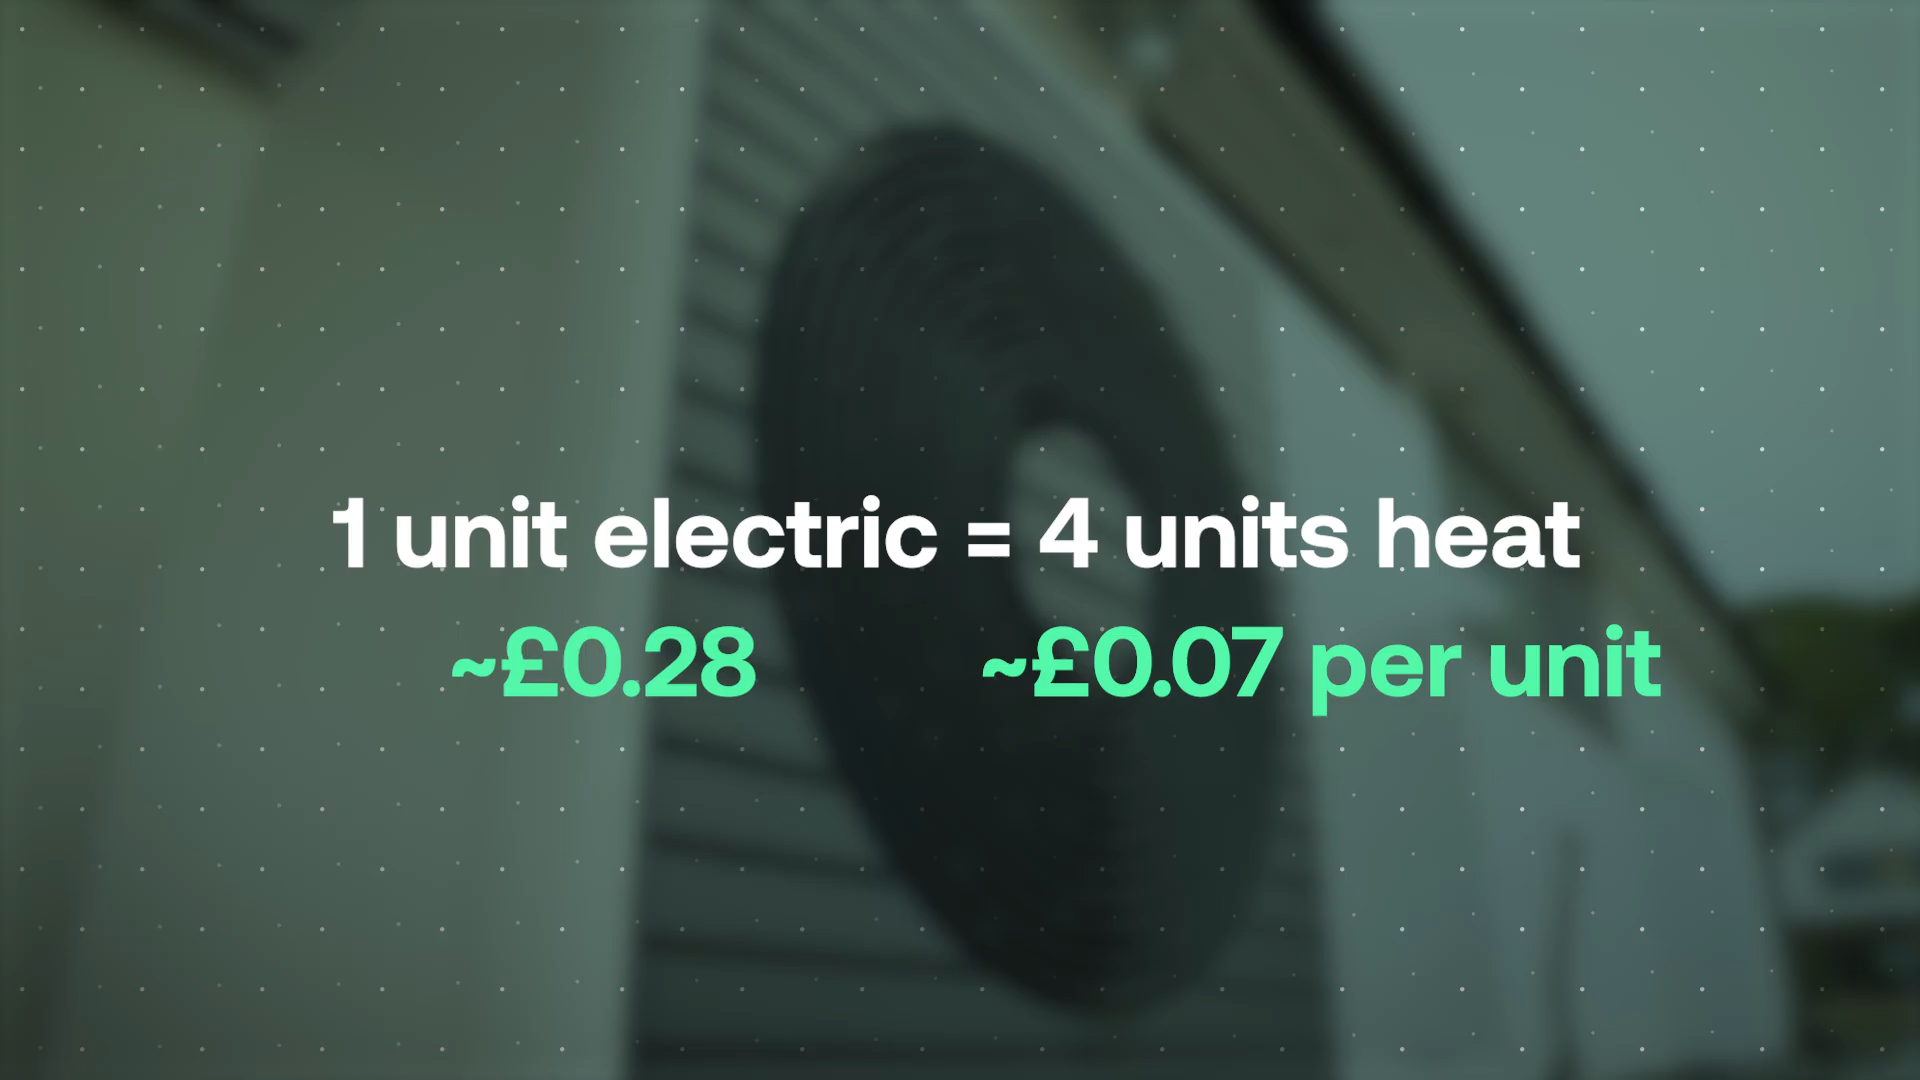 1 unit electric = 4 units heat
~£0.28 ~£0.07 per unit